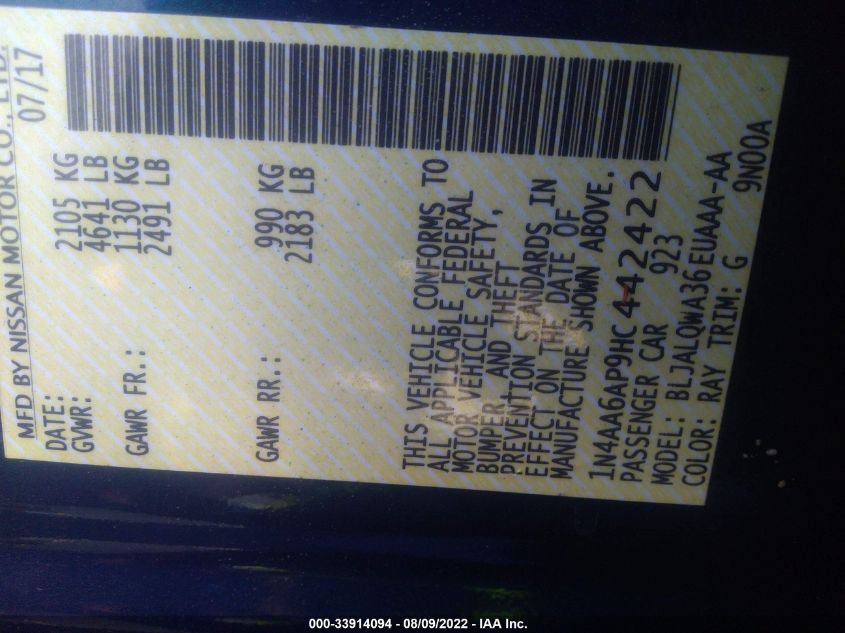 MFD BY NISSAN MOTOR CO., LTD.
DATE: 07/17
GVWR: 2105 KG
4641 LB
GAWR FR.: 1130 KG
2491 LB
GAWR RR.: 990 KG
2183 LB
THIS VEHICLE CONFORMS TO
ALL APPLICABLE FEDERAL
MOTOR VEHICLE SAFETY,
BUMPER, AND THEFT
PREVENTION STANDARDS IN
EFFECT ON THE DATE OF
MANUFACTURE SHOWN ABOVE.
1N4AA6AP9HC442422
PASSENGER CAR 923
MODEL: BLJALQWA36EUAAA-AA
COLOR: RAY TRIM: G 9N00A
000-33914094 - 08/09/2022 - IAA Inc.